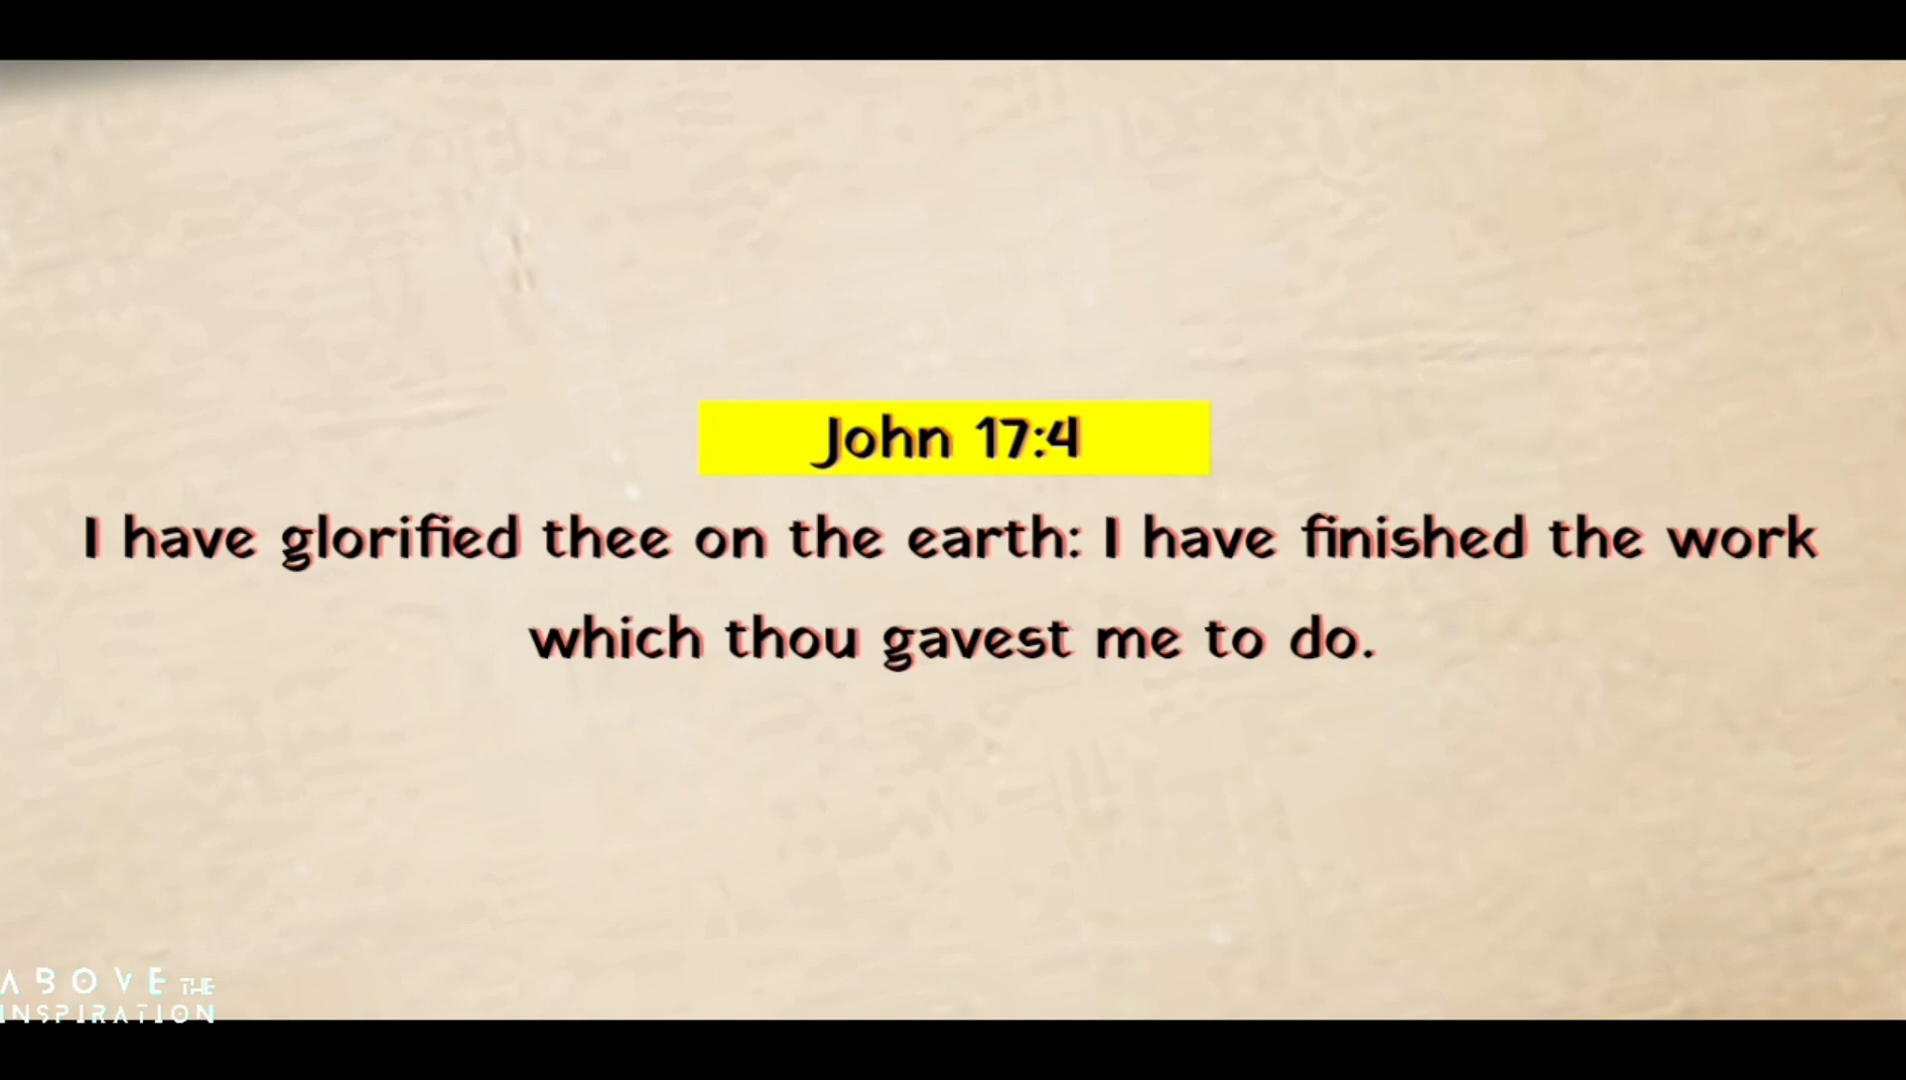 John 17:4
I have glorified thee on the earth: I have finished the work
which thou gavest me to do.
ABOVE THE
INSPIRATION